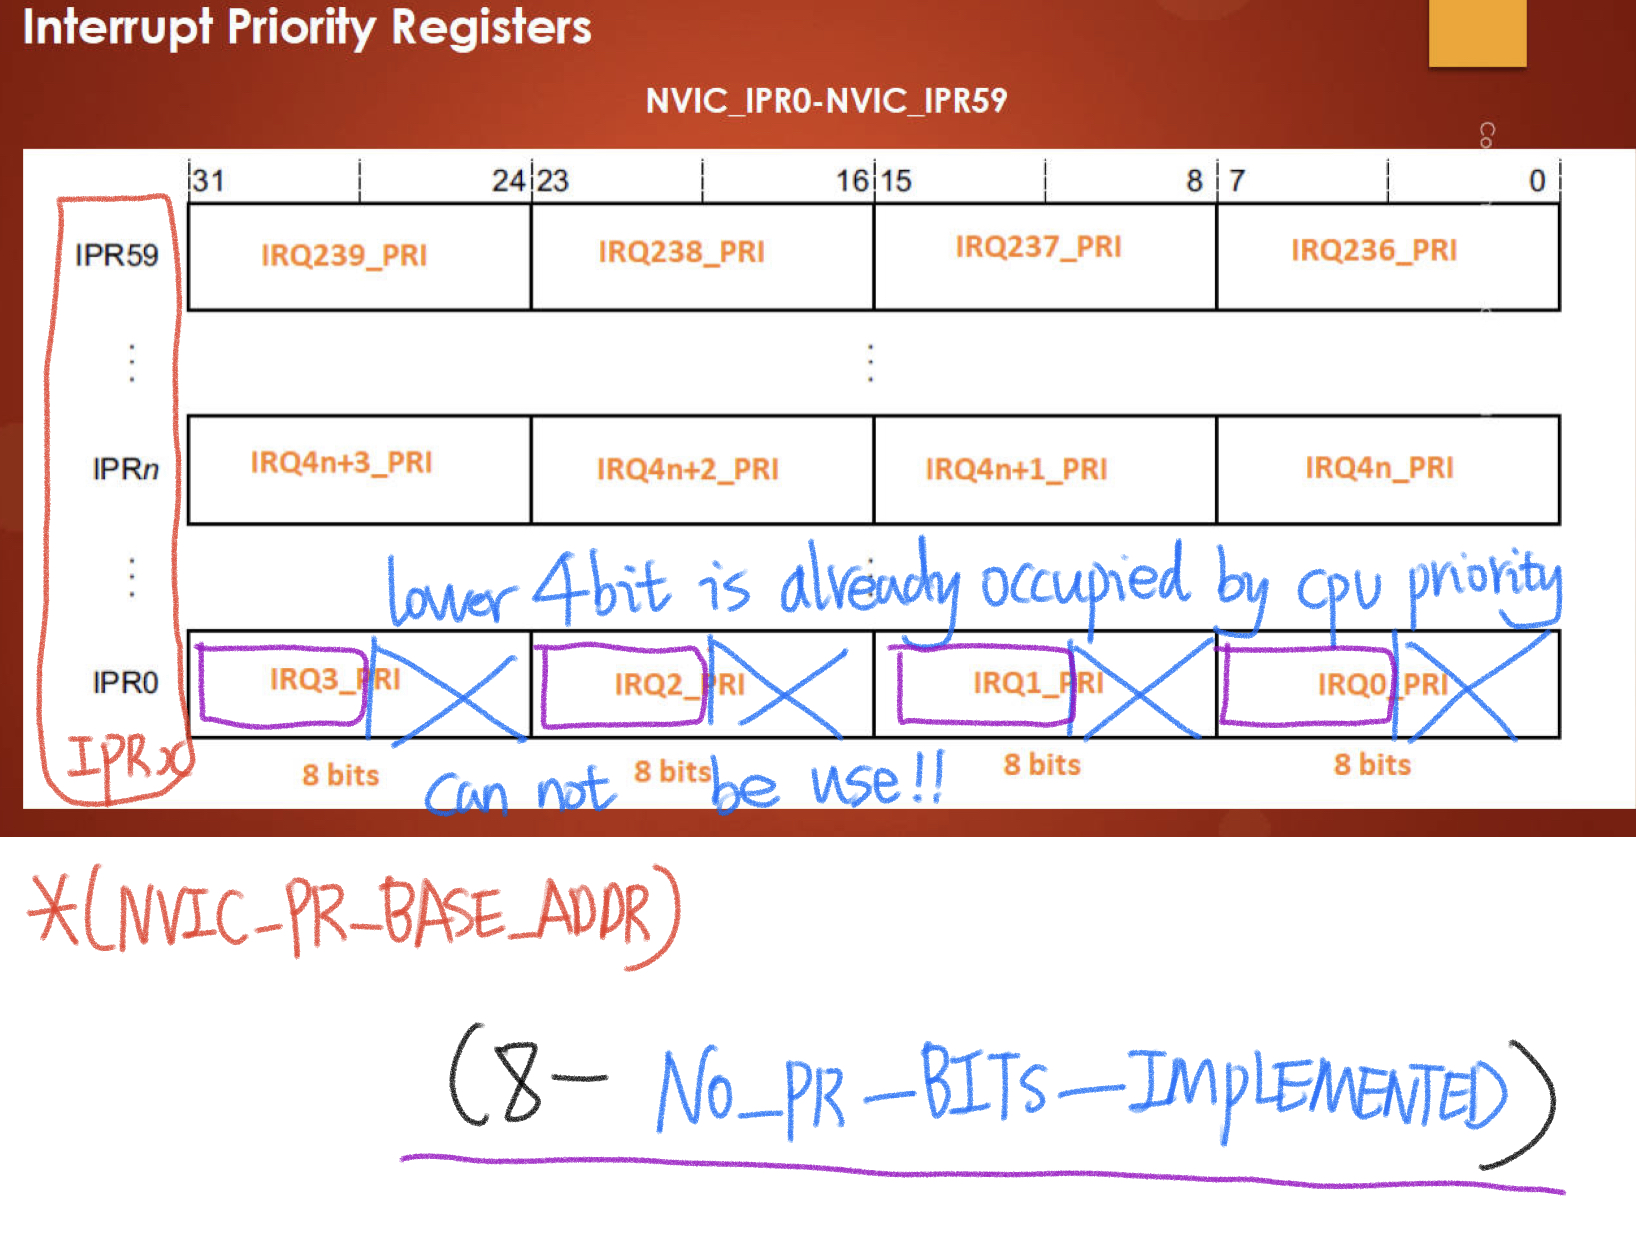 Interrupt Priority Registers
NVIC_IPR0-NVIC_IPR59
Co
31 24 23 16 15 8 7 0
IPR59 IRQ239_PRI IRQ238_PRI IRQ237_PRI IRQ236_PRI
IPRn IRQ4n+3_PRI IRQ4n+2_PRI IRQ4n+1_PRI IRQ4n_PRI
lower 4bit is already occupied by cpu priority
IPR0 IRQ3_PRI IRQ2_PRI IRQ1_PRI IRQ0_PRI
IPRx
8 bits 8 bits 8 bits 8 bits
can not be use!!
*(NVIC_PR_BASE_ADDR)
(8- No_PR_BITs_IMpLEMENTED)